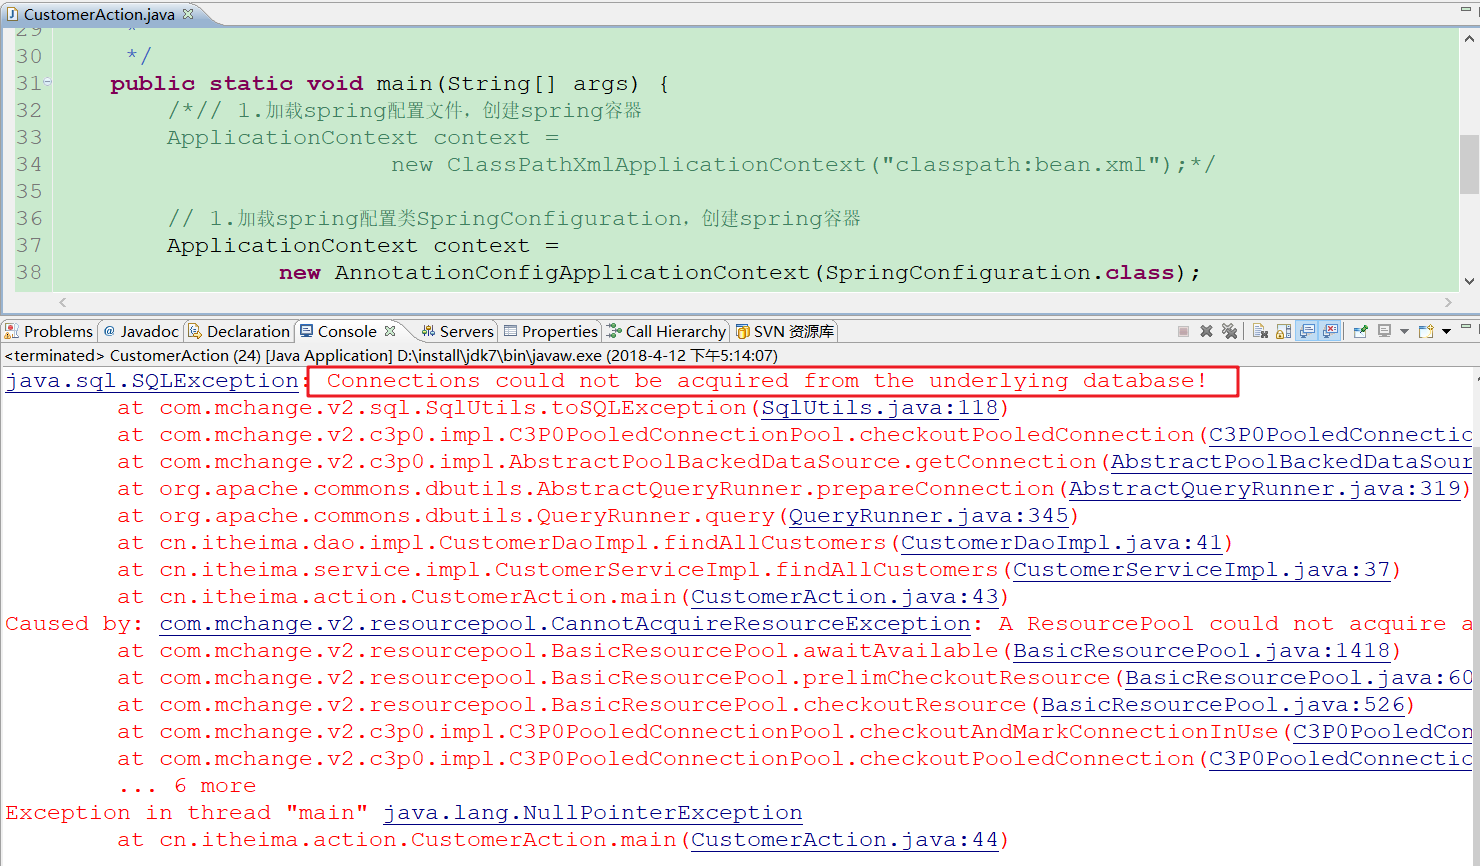 CustomerAction.java
29 *
30 */
31 public static void main(String[] args) {
32 /*// 1.加载spring配置文件，创建spring容器
33 ApplicationContext context =
34 new ClassPathXmlApplicationContext("classpath:bean.xml");*/
35
36 // 1.加载spring配置类SpringConfiguration，创建spring容器
37 ApplicationContext context =
38 new AnnotationConfigApplicationContext(SpringConfiguration.class);
Problems @ Javadoc Declaration Console Servers Properties Call Hierarchy SVN 资源库
<terminated> CustomerAction (24) [Java Application] D:\install\jdk7\bin\javaw.exe (2018-4-12 下午5:14:07)
java.sql.SQLException: Connections could not be acquired from the underlying database!
at com.mchange.v2.sql.SqlUtils.toSQLException(SqlUtils.java:118)
at com.mchange.v2.c3p0.impl.C3P0PooledConnectionPool.checkoutPooledConnection(C3P0PooledConnectio
at com.mchange.v2.c3p0.impl.AbstractPoolBackedDataSource.getConnection(AbstractPoolBackedDataSour
at org.apache.commons.dbutils.AbstractQueryRunner.prepareConnection(AbstractQueryRunner.java:319)
at org.apache.commons.dbutils.QueryRunner.query(QueryRunner.java:345)
at cn.itheima.dao.impl.CustomerDaoImpl.findAllCustomers(CustomerDaoImpl.java:41)
at cn.itheima.service.impl.CustomerServiceImpl.findAllCustomers(CustomerServiceImpl.java:37)
at cn.itheima.action.CustomerAction.main(CustomerAction.java:43)
Caused by: com.mchange.v2.resourcepool.CannotAcquireResourceException: A ResourcePool could not acquire a
at com.mchange.v2.resourcepool.BasicResourcePool.awaitAvailable(BasicResourcePool.java:1418)
at com.mchange.v2.resourcepool.BasicResourcePool.prelimCheckoutResource(BasicResourcePool.java:60
at com.mchange.v2.resourcepool.BasicResourcePool.checkoutResource(BasicResourcePool.java:526)
at com.mchange.v2.c3p0.impl.C3P0PooledConnectionPool.checkoutAndMarkConnectionInUse(C3P0PooledCon
at com.mchange.v2.c3p0.impl.C3P0PooledConnectionPool.checkoutPooledConnection(C3P0PooledConnectio
... 6 more
Exception in thread "main" java.lang.NullPointerException
at cn.itheima.action.CustomerAction.main(CustomerAction.java:44)